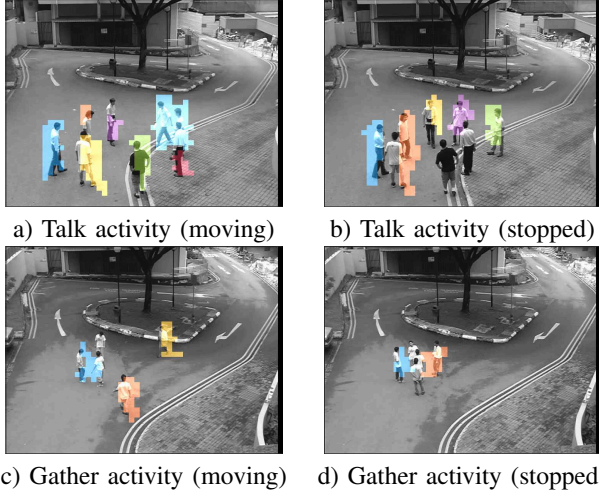 a) Talk activity (moving)
b) Talk activity (stopped)
c) Gather activity (moving)
d) Gather activity (stopped